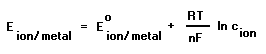 E ion/metal = E o ion/metal + RT/nF ln c ion